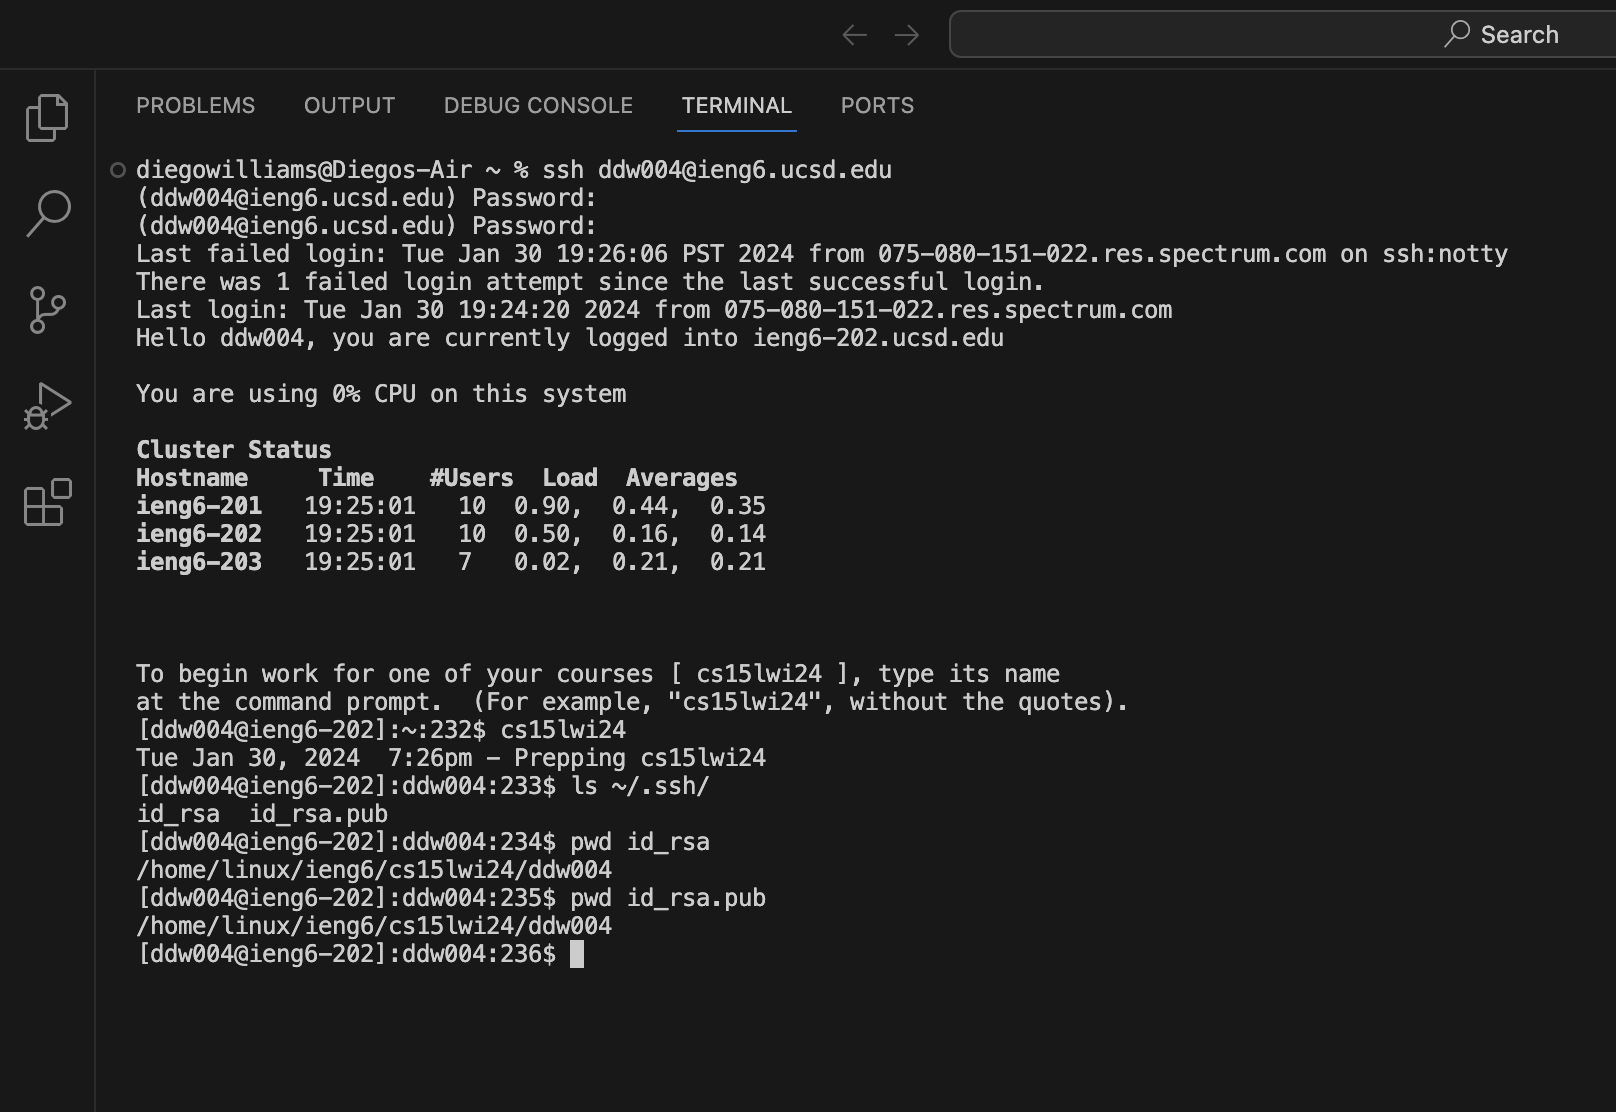 Search
PROBLEMS OUTPUT DEBUG CONSOLE TERMINAL PORTS
diegowilliams@Diegos-Air ~ % ssh ddw004@ieng6.ucsd.edu
(ddw004@ieng6.ucsd.edu) Password:
(ddw004@ieng6.ucsd.edu) Password:
Last failed login: Tue Jan 30 19:26:06 PST 2024 from 075-080-151-022.res.spectrum.com on ssh:notty
There was 1 failed login attempt since the last successful login.
Last login: Tue Jan 30 19:24:20 2024 from 075-080-151-022.res.spectrum.com
Hello ddw004, you are currently logged into ieng6-202.ucsd.edu
You are using 0% CPU on this system
Cluster Status
Hostname     Time    #Users  Load  Averages
ieng6-201   19:25:01   10  0.90,  0.44,  0.35
ieng6-202   19:25:01   10  0.50,  0.16,  0.14
ieng6-203   19:25:01   7   0.02,  0.21,  0.21
To begin work for one of your courses [ cs15lwi24 ], type its name
at the command prompt.  (For example, "cs15lwi24", without the quotes).
[ddw004@ieng6-202]:~:232$ cs15lwi24
Tue Jan 30, 2024  7:26pm - Prepping cs15lwi24
[ddw004@ieng6-202]:ddw004:233$ ls ~/.ssh/
id_rsa  id_rsa.pub
[ddw004@ieng6-202]:ddw004:234$ pwd id_rsa
/home/linux/ieng6/cs15lwi24/ddw004
[ddw004@ieng6-202]:ddw004:235$ pwd id_rsa.pub
/home/linux/ieng6/cs15lwi24/ddw004
[ddw004@ieng6-202]:ddw004:236$